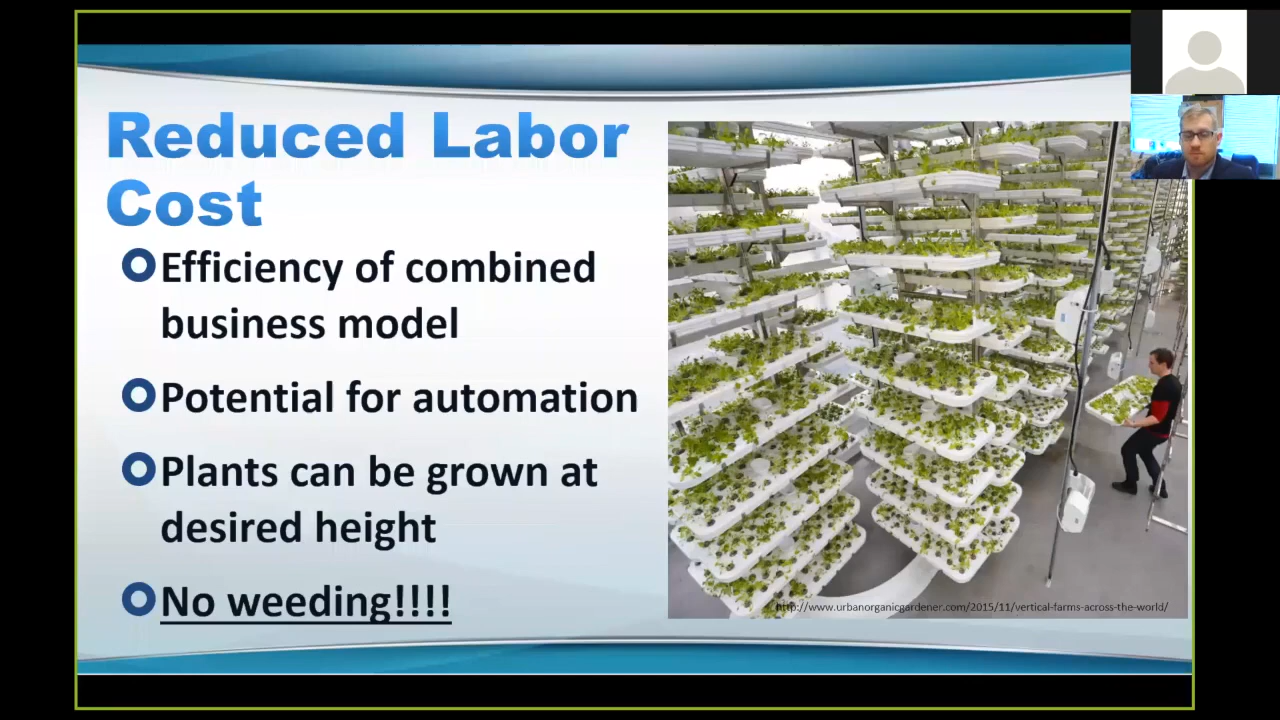 Reduced Labor
Cost
Efficiency of combined
business model
Potential for automation
Plants can be grown at
desired height
No weeding!!!!
http://www.urbanorganicgardener.com/2015/11/vertical-farms-across-the-world/